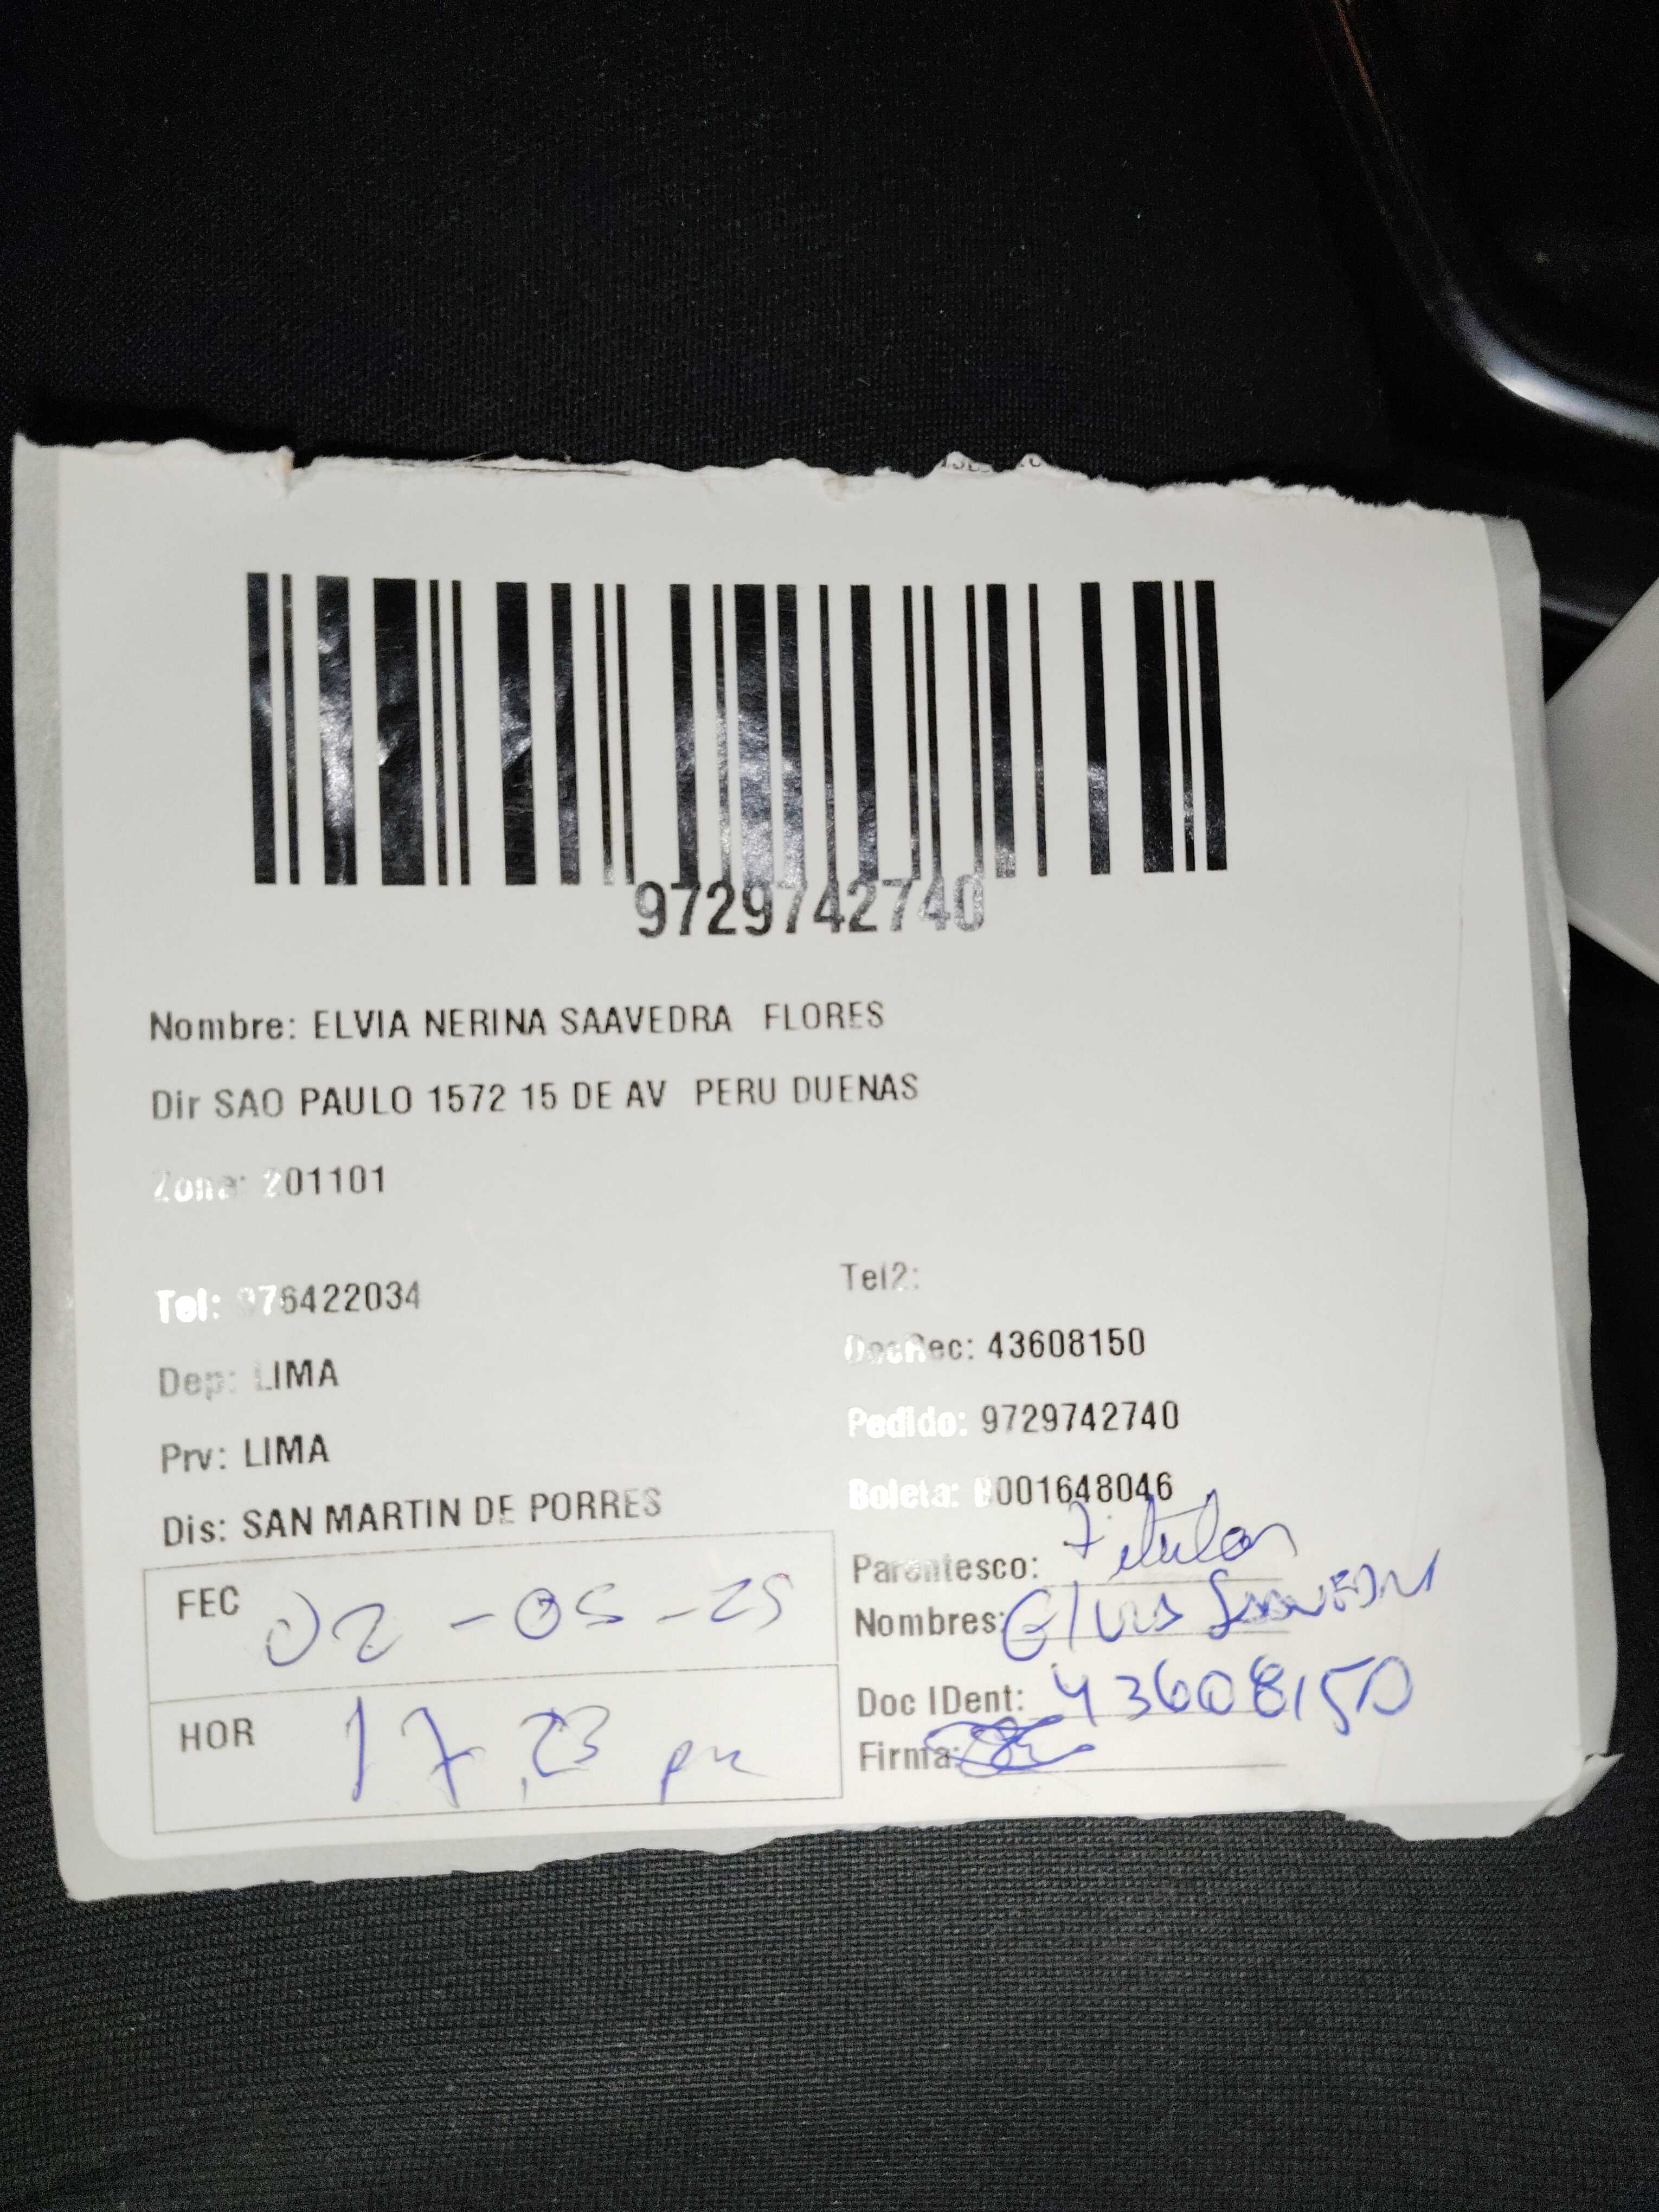 9729742740
Nombre: ELVIA NERINA SAAVEDRA FLORES
Dir SAO PAULO 1572 15 DE AV PERU DUENAS
Zona: 201101
Tel: 976422034
Tel2:
Dep: LIMA
DocRec: 43608150
Prv: LIMA
Pedido: 9729742740
Dis: SAN MARTIN DE PORRES
Boleta: B001648046
Parentesco: Titular
FEC 02-05-25
Nombres: Saavedra
Doc IDent: 43608150
HOR 17,23 pm
Firma: